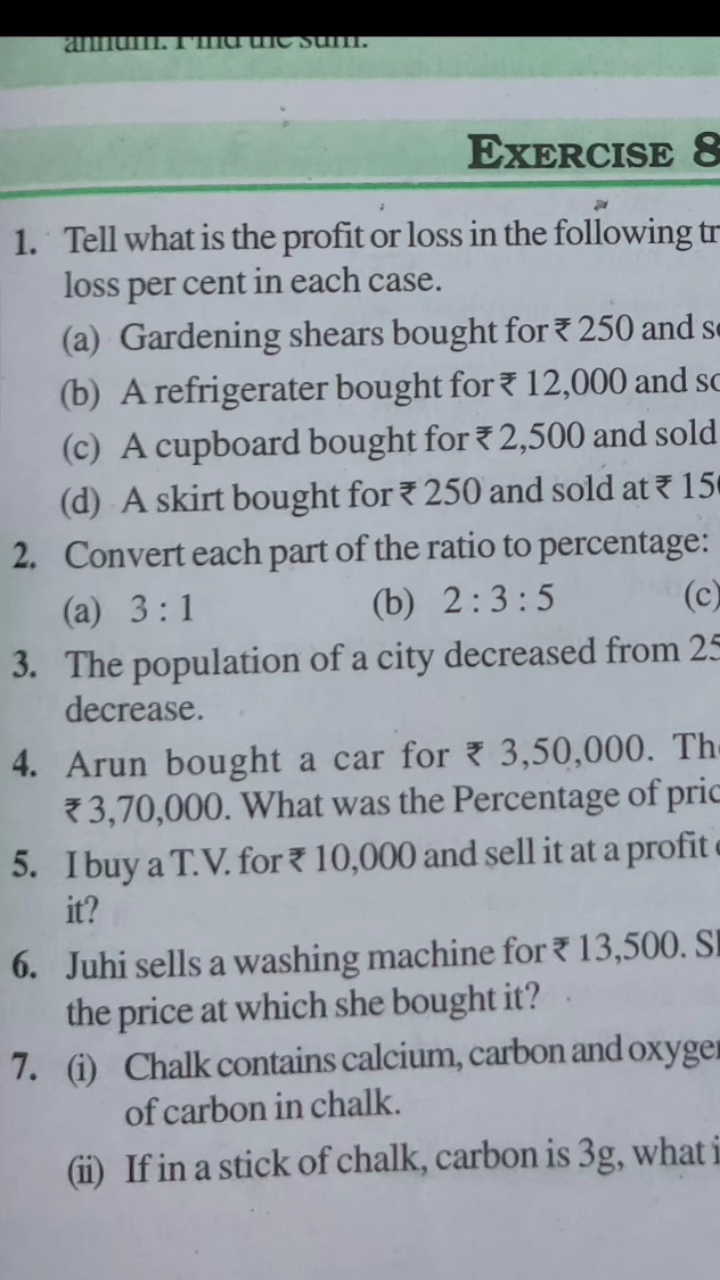 annum. Find the sum.
EXERCISE 8
1. Tell what is the profit or loss in the following
loss per cent in each case.
(a) Gardening shears bought for ₹ 250 and
(b) A refrigerater bought for ₹ 12,000 and
(c) A cupboard bought for ₹ 2,500 and sold
(d) A skirt bought for ₹ 250 and sold at ₹
2. Convert each part of the ratio to percentage:
(a) 3 : 1 (b) 2 : 3 : 5 (c)
3. The population of a city decreased from
decrease.
4. Arun bought a car for ₹ 3,50,000.
₹ 3,70,000. What was the Percentage of
5. I buy a T.V. for ₹ 10,000 and sell it at a profit
it?
6. Juhi sells a washing machine for ₹ 13,500.
the price at which she bought it?
7. (i) Chalk contains calcium, carbon and
of carbon in chalk.
(ii) If in a stick of chalk, carbon is 3g, what